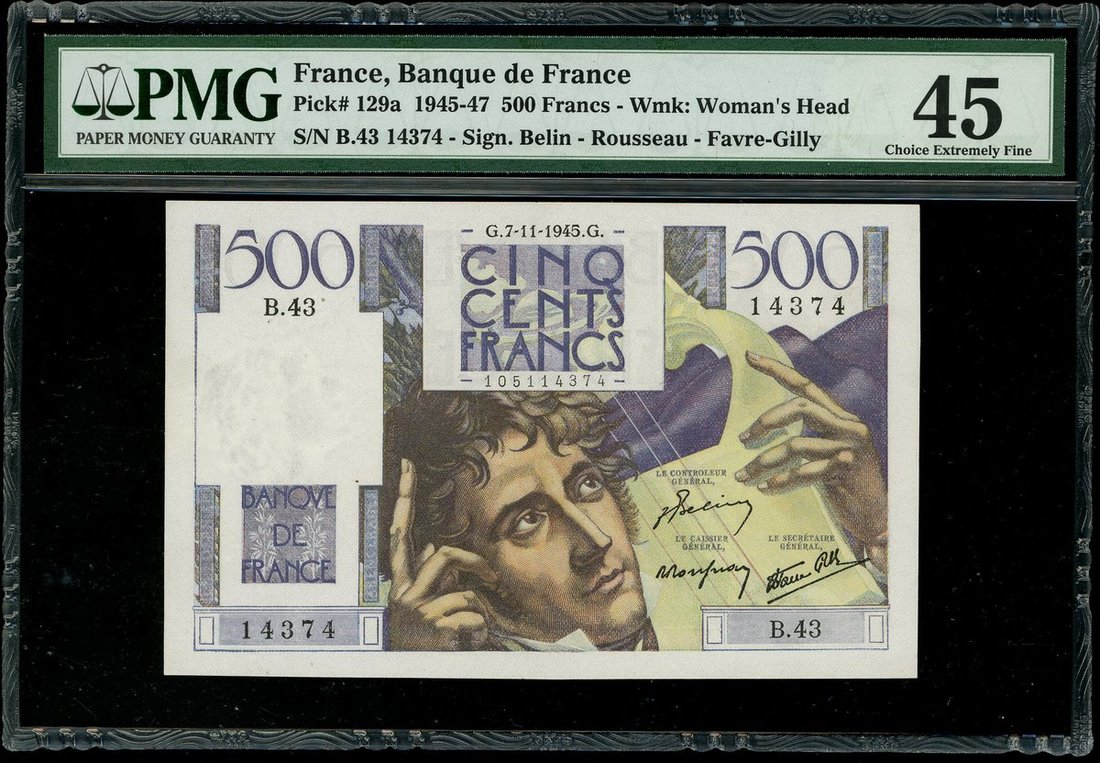 PMG
PAPER MONEY GUARANTY
France, Banque de France
Pick# 129a 1945-47 500 Francs - Wmk: Woman's Head
S/N B.43 14374 - Sign. Belin - Rousseau - Favre-Gilly
45
Choice Extremely Fine
500
B.43
- G.7-11-1945.G. -
CINQ
CENTS
FRANCS
- 105114374 -
500
14374
LE CONTROLEUR
GÉNÉRAL,
LE CAISSIER
GÉNÉRAL,
LE SECRÉTAIRE
GÉNÉRAL,
BANQVE
DE
FRANCE
14374
B.43